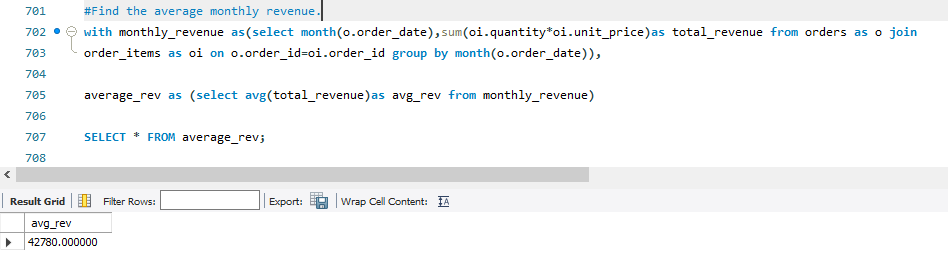 701 #Find the average monthly revenue.
702 with monthly_revenue as(select month(o.order_date),sum(oi.quantity*oi.unit_price)as total_revenue from orders as o join
703 order_items as oi on o.order_id=oi.order_id group by month(o.order_date)),
704
705 average_rev as (select avg(total_revenue)as avg_rev from monthly_revenue)
706
707 SELECT * FROM average_rev;
708
Result Grid Filter Rows: Export: Wrap Cell Content:
avg_rev
42780.000000